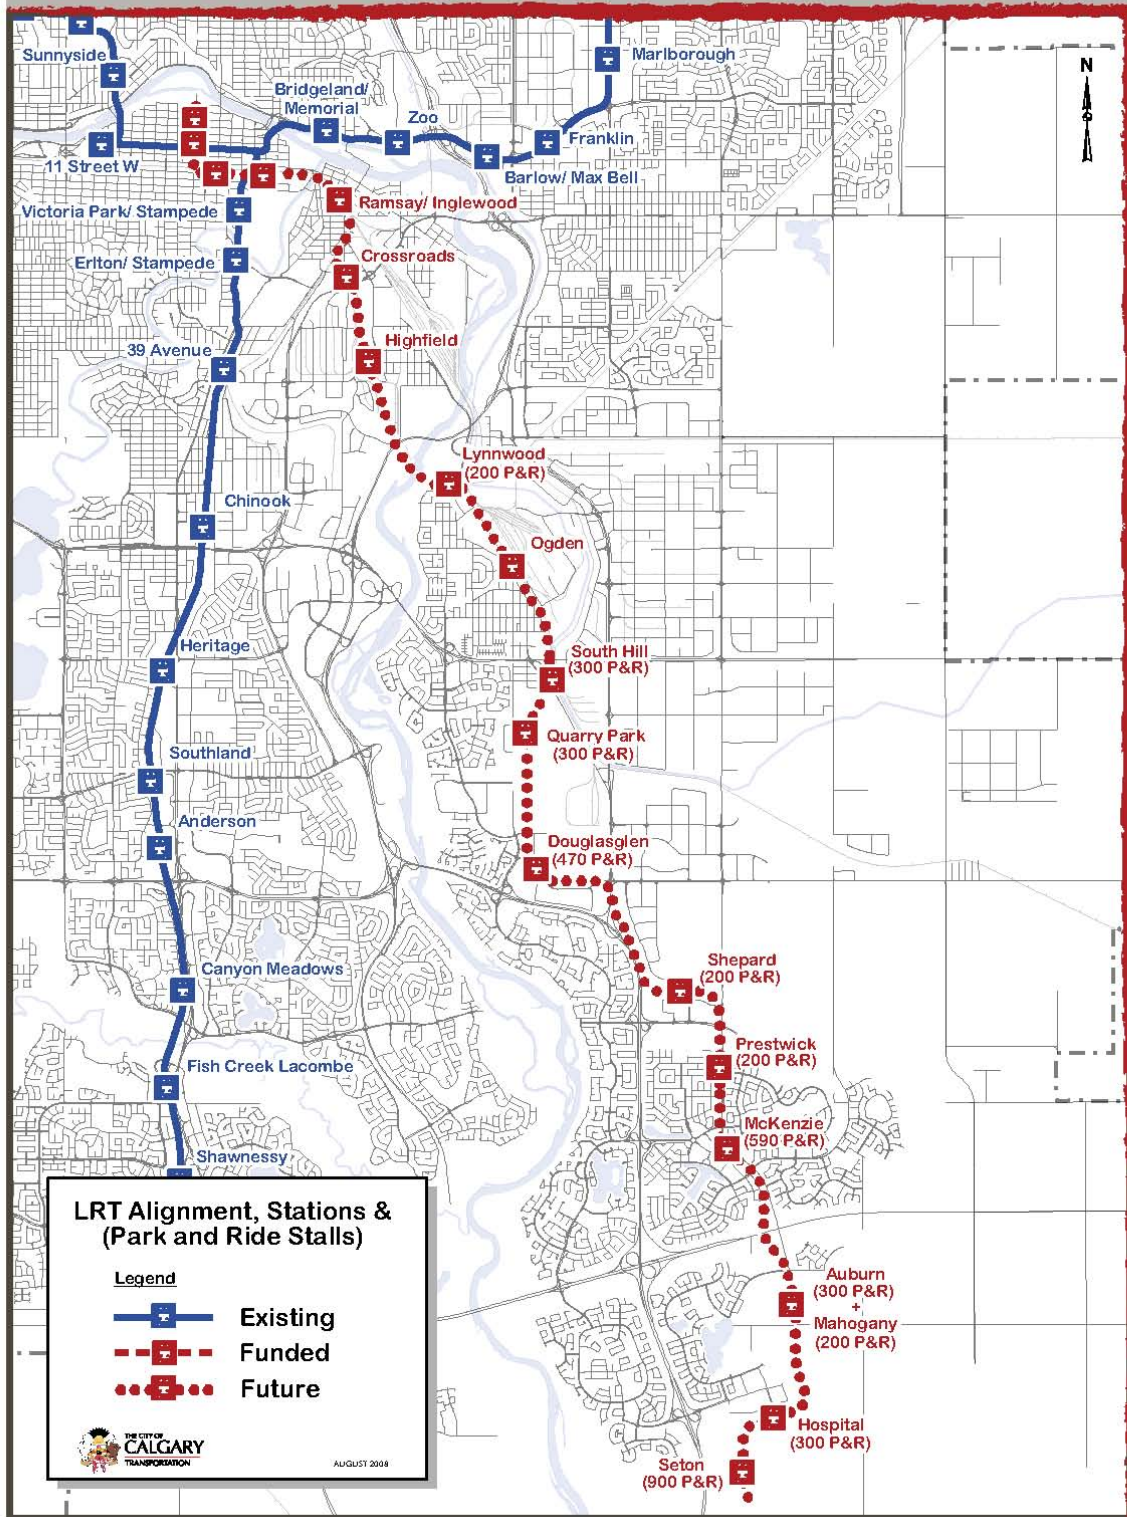 Sunnyside
Marlborough
N
Bridgeland/
Memorial
Zoo
Franklin
11 Street W
Barlow/ Max Bell
Victoria Park/ Stampede
Ramsay/ Inglewood
Erlton/ Stampede
Crossroads
39 Avenue
Highfield
Lynnwood
(200 P&R)
Chinook
Ogden
Heritage
South Hill
(300 P&R)
Quarry Park
(300 P&R)
Southland
Anderson
Douglasglen
(470 P&R)
Canyon Meadows
Shepard
(200 P&R)
Prestwick
(200 P&R)
Fish Creek Lacombe
McKenzie
(590 P&R)
Shawnessy
LRT Alignment, Stations &
(Park and Ride Stalls)
Legend
Existing
Funded
Future
THE CITY OF
CALGARY
TRANSPORTATION
AUGUST 2008
Auburn
(300 P&R)
+
Mahogany
(200 P&R)
Hospital
(300 P&R)
Seton
(900 P&R)